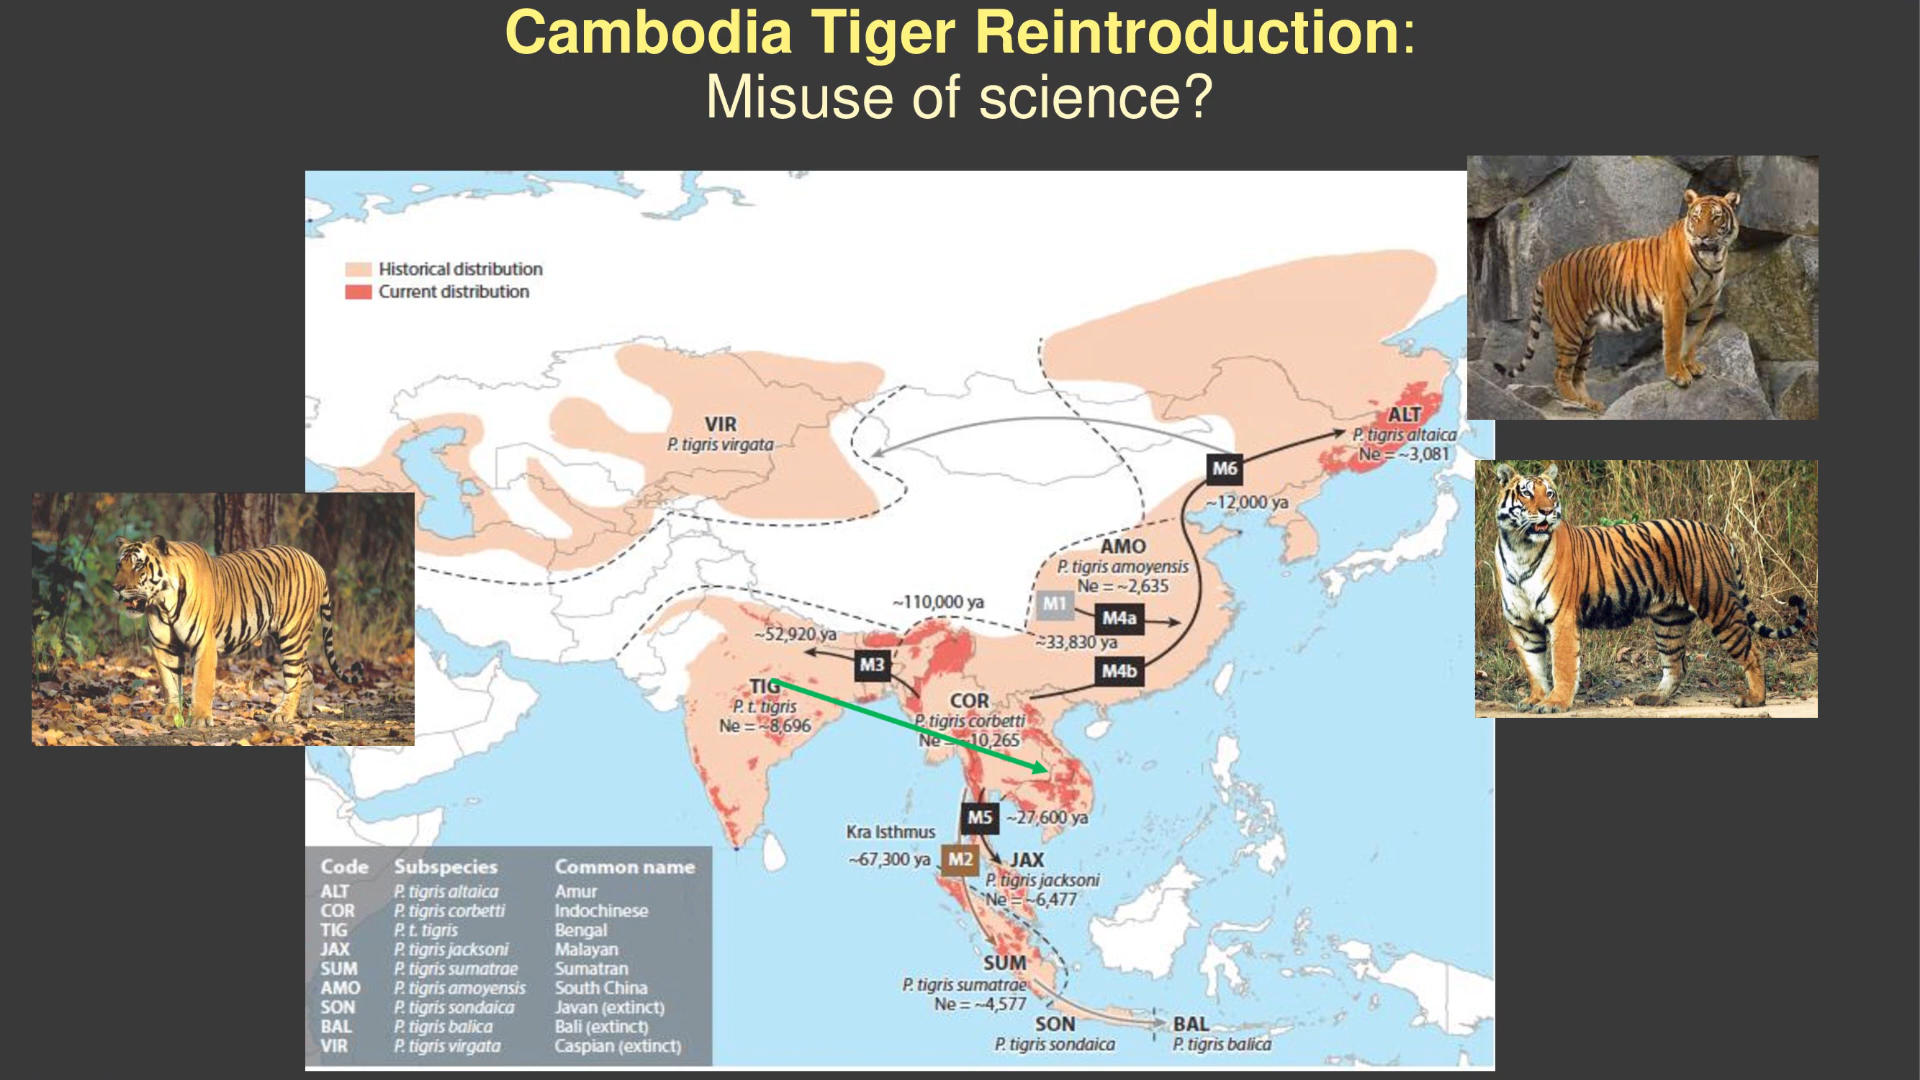 Cambodia Tiger Reintroduction:
Misuse of science?
Historical distribution
Current distribution
VIR
P. tigris virgata
ALT
P. tigris altaica
Ne = ~3,081
M6
~12,000 ya
AMO
P. tigris amoyensis
Ne = ~2,635
M1
M4a
~110,000 ya
~52,920 ya
~33,830 ya
M3
M4b
TIG
P. t. tigris
Ne = ~8,696
COR
P. tigris corbetti
Ne = ~10,265
M5
~27,600 ya
Kra Isthmus
~67,300 ya
M2
JAX
P. tigris jacksoni
Ne = ~6,477
SUM
P. tigris sumatrae
Ne = ~4,577
SON
P. tigris sondaica
BAL
P. tigris balica
Code Subspecies Common name
ALT P. tigris altaica Amur
COR P. tigris corbetti Indochinese
TIG P. t. tigris Bengal
JAX P. tigris jacksoni Malayan
SUM P. tigris sumatrae Sumatran
AMO P. tigris amoyensis South China
SON P. tigris sondaica Javan (extinct)
BAL P. tigris balica Bali (extinct)
VIR P. tigris virgata Caspian (extinct)